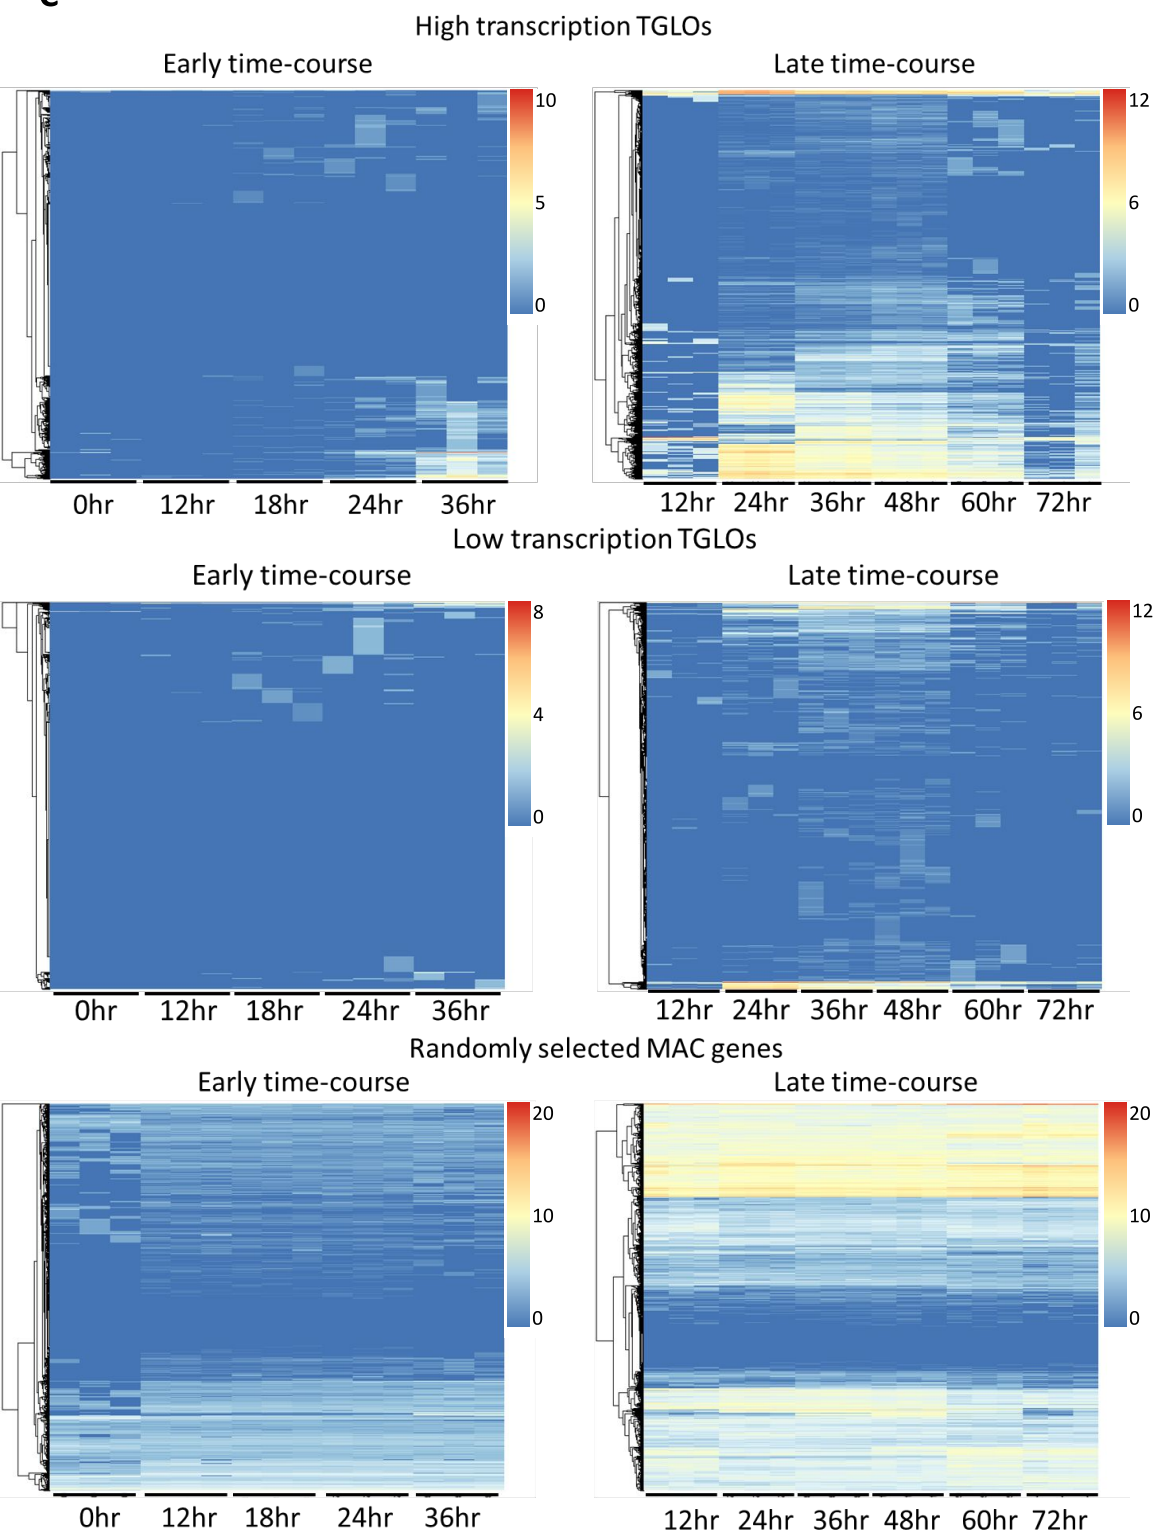 C
High transcription TGLOs
Early time-course
Late time-course
10
5
0
12
6
0
0hr 12hr 18hr 24hr 36hr
12hr 24hr 36hr 48hr 60hr 72hr
Low transcription TGLOs
Early time-course
Late time-course
8
4
0
12
6
0
0hr 12hr 18hr 24hr 36hr
12hr 24hr 36hr 48hr 60hr 72hr
Randomly selected MAC genes
Early time-course
Late time-course
20
10
0
20
10
0
0hr 12hr 18hr 24hr 36hr
12hr 24hr 36hr 48hr 60hr 72hr